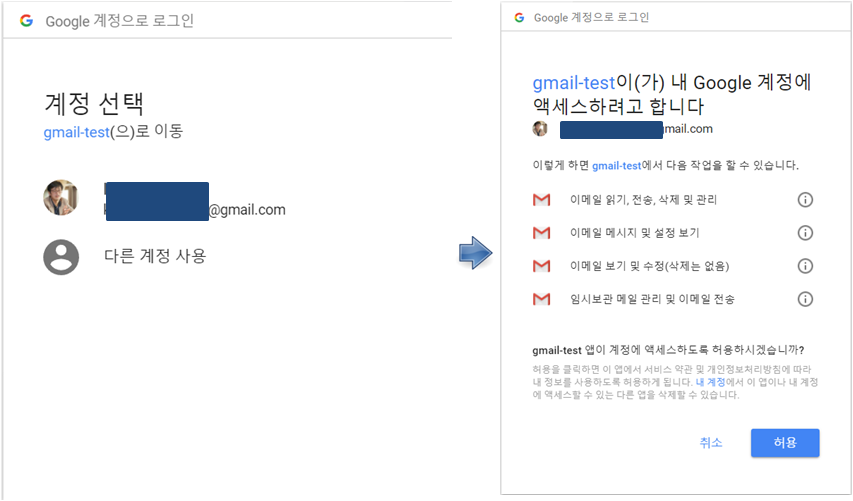 Google 계정으로 로그인
계정 선택
gmail-test(으)로 이동
@gmail.com
다른 계정 사용
Google 계정으로 로그인
gmail-test이(가) 내 Google 계정에
액세스하려고 합니다
gmail.com
이렇게 하면 gmail-test에서 다음 작업을 할 수 있습니다.
이메일 읽기, 전송, 삭제 및 관리
이메일 메시지 및 설정 보기
이메일 보기 및 수정(삭제는 없음)
임시보관 메일 관리 및 이메일 전송
gmail-test 앱이 계정에 액세스하도록 허용하시겠습니까?
허용을 클릭하면 이 앱에서 서비스 약관 및 개인정보처리방침에 따라
내 정보를 사용하도록 허용하게 됩니다. 내 계정에서 이 앱이나 내 계정
에 액세스할 수 있는 다른 앱을 삭제할 수 있습니다.
취소
허용